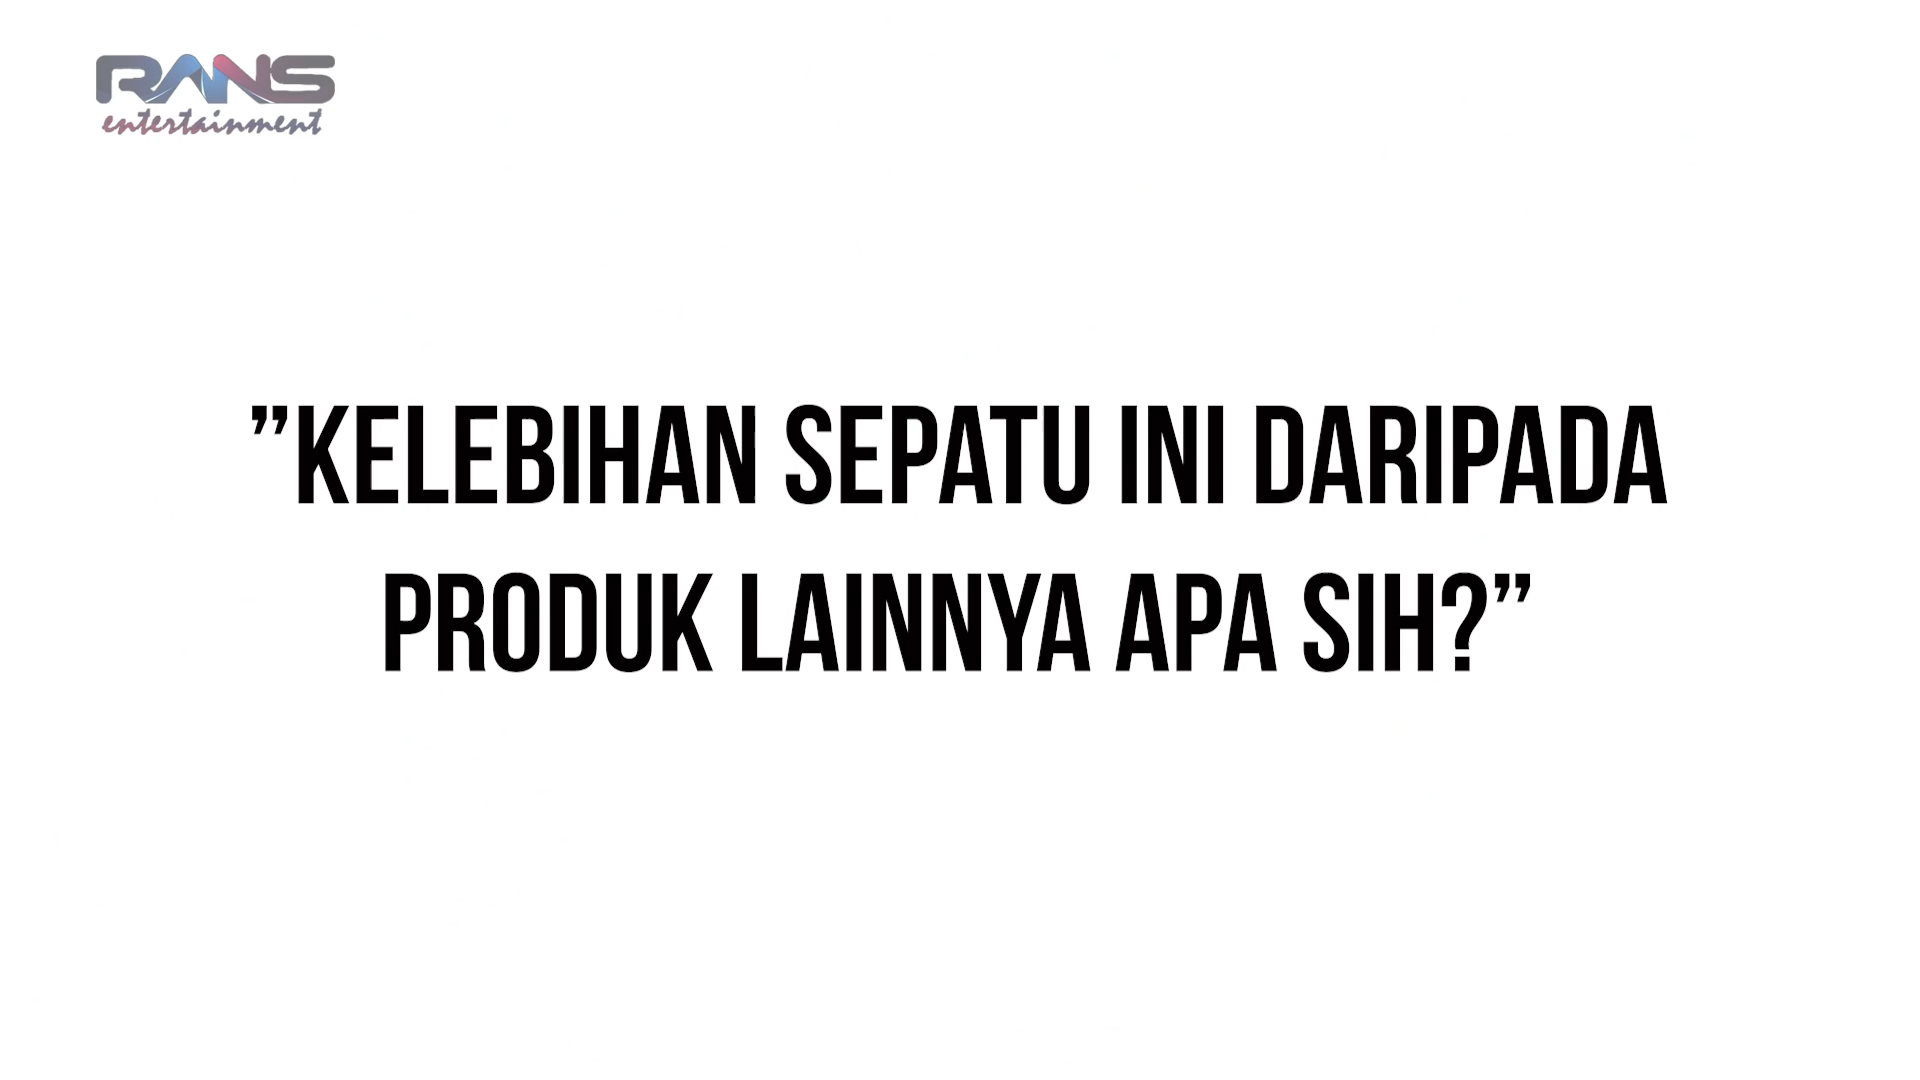 RANS
entertainment
”KELEBIHAN SEPATU INI DARIPADA
PRODUK LAINNYA APA SIH?”